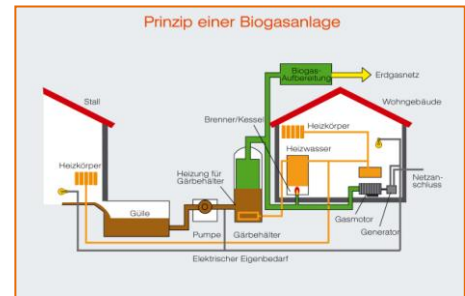 Prinzip einer Biogasanlage
Biogas-
Aufbereitung
Erdgasnetz
Stall
Wohngebäude
Brenner/Kessel
Heizkörper
Heizwasser
Heizkörper
Heizung für
Gärbehälter
Netzan-
schluss
Gülle
Gasmotor
Generator
Pumpe
Gärbehälter
Elektrischer Eigenbedarf